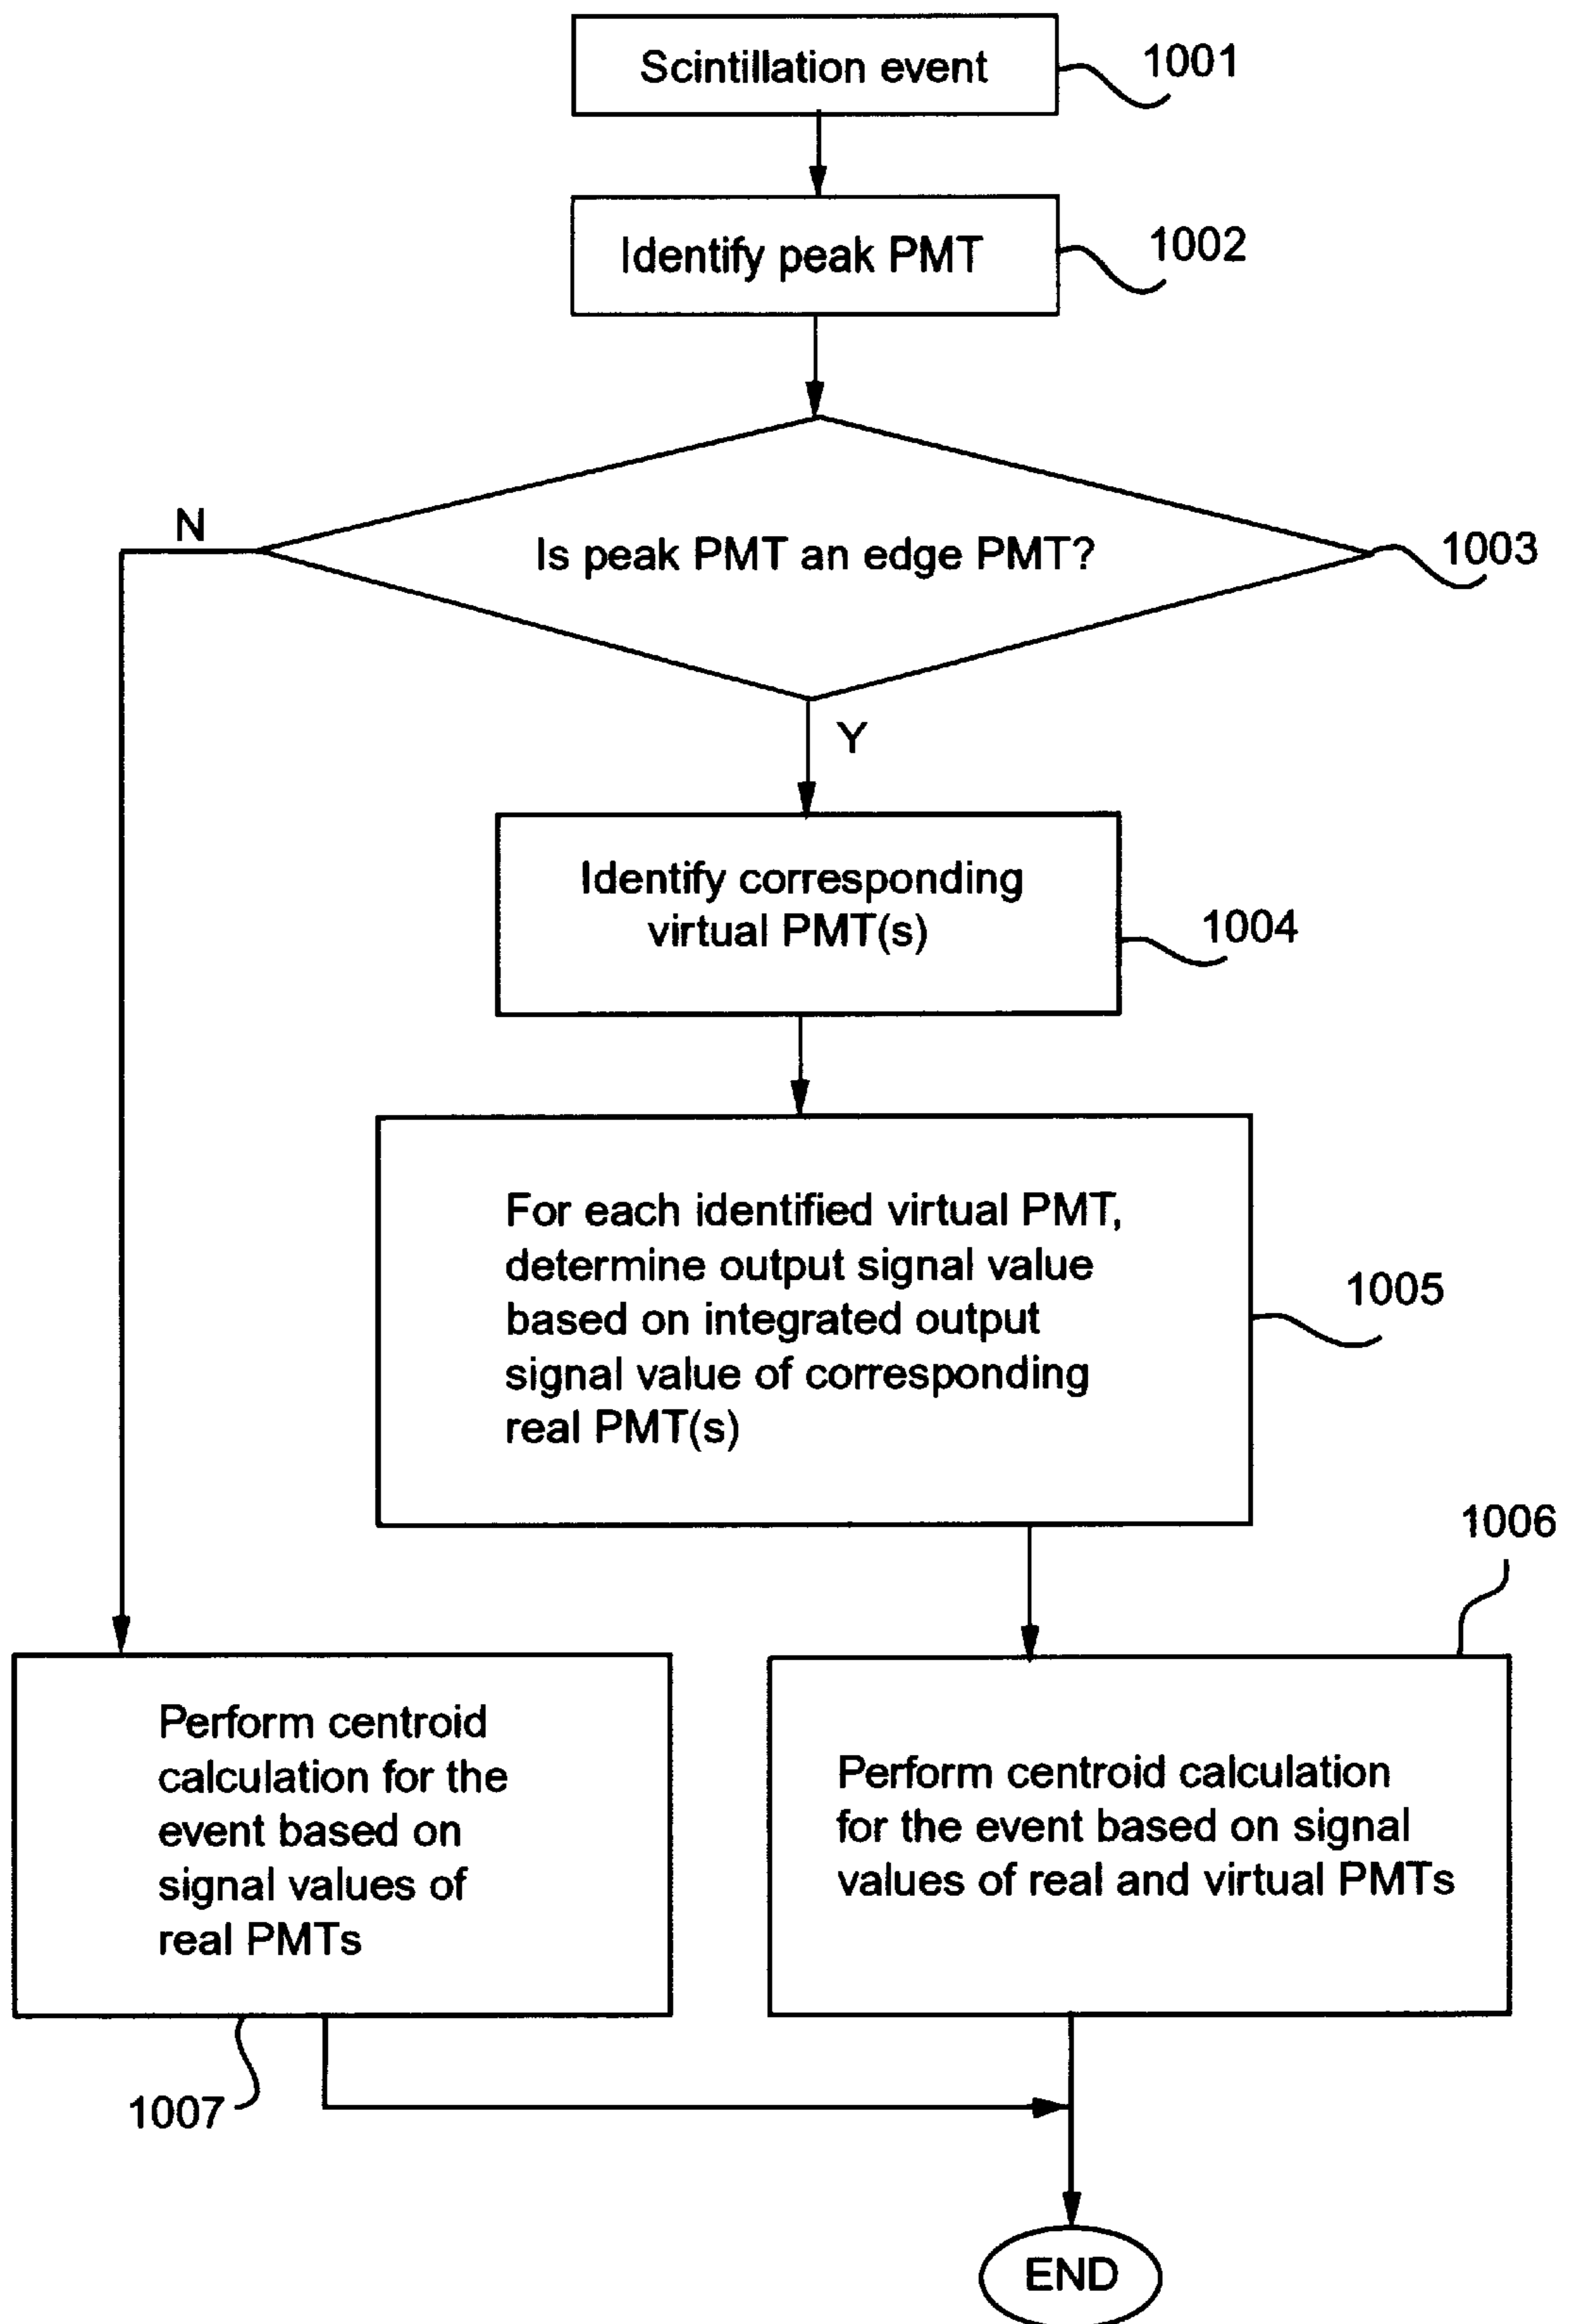 Scintillation event
1001
Identify peak PMT
1002
N
Is peak PMT an edge PMT?
1003
Y
Identify corresponding
virtual PMT(s)
1004
For each identified virtual PMT,
determine output signal value
based on integrated output
signal value of corresponding
real PMT(s)
1005
1006
Perform centroid
calculation for the
event based on
signal values of
real PMTs
Perform centroid calculation
for the event based on signal
values of real and virtual PMTs
1007
END